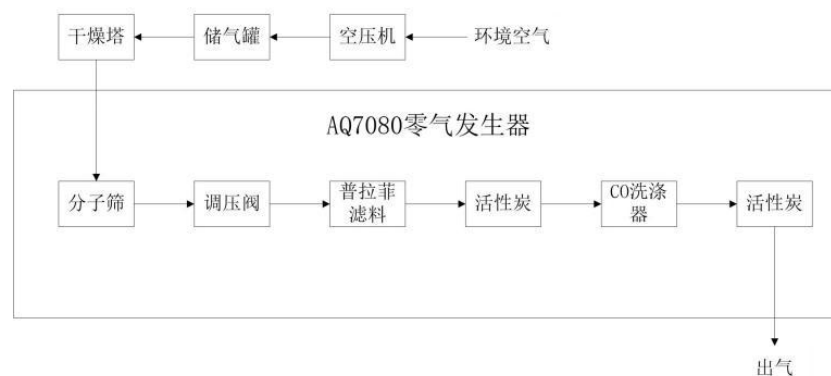 干燥塔
储气罐
空压机
环境空气
AQ7080零气发生器
分子筛
调压阀
普拉菲
滤料
活性炭
CO洗涤
器
活性炭
出气